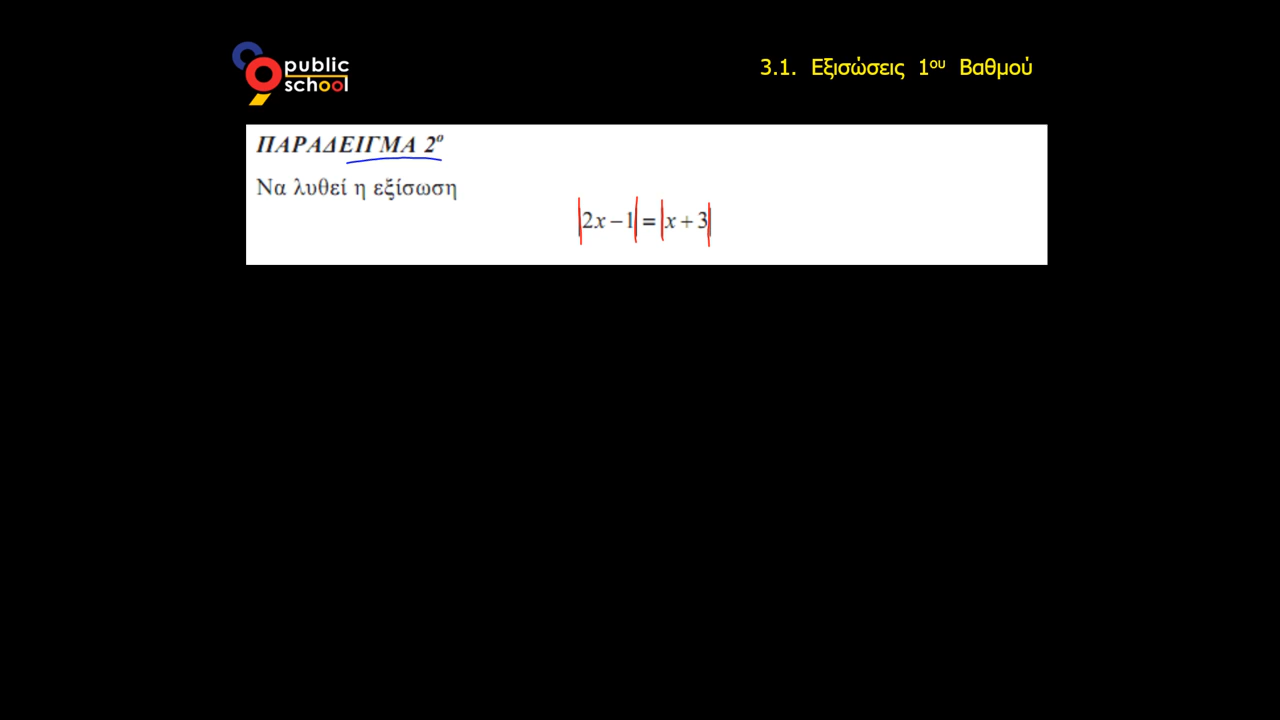 public
school
3.1. Εξισώσεις 1ου Βαθμού
ΠΑΡΑΔΕΙΓΜΑ 2ο
Να λυθεί η εξίσωση
|2x − 1| = |x + 3|